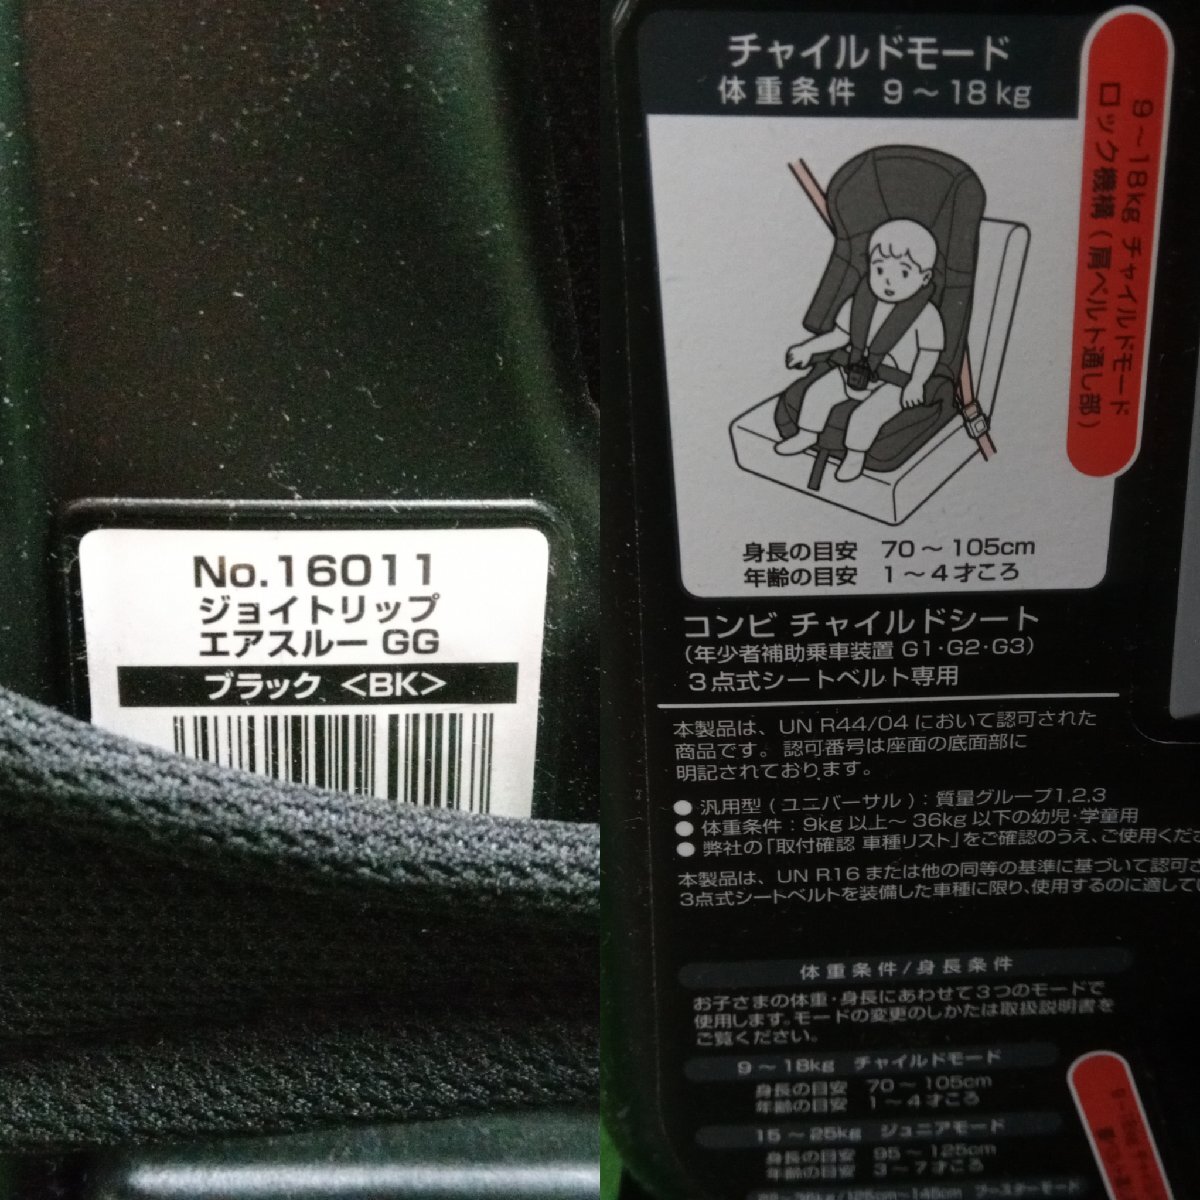 No.16011
ジョイトリップ
エアスルー GG
ブラック <BK>
チャイルドモード
体重条件 9～18kg
9～18kg チャイルドモード
ロック機構(肩ベルト通し部)
身長の目安 70～105cm
年齢の目安 1～4才ころ
コンビ チャイルドシート
(年少者補助乗車装置 G1・G2・G3)
3点式シートベルト専用
本製品は、UN R44/04 において認可された
商品です。認可番号は座面の底面部に
明記されております。
● 汎用型(ユニバーサル):質量グループ1,2,3
● 体重条件:9kg 以上～36kg 以下の幼児・学童用
● 弊社の「取付確認 車種リスト」をご確認のうえ、ご使用くだ
本製品は、UN R16 または他の同等の基準に基づいて認可
3点式シートベルトを装備した車種に限り、使用するのに適して
体重条件/身長条件
お子さまの体重・身長にあわせて3つのモードで
使用します。モードの変更のしかたは取扱説明書を
ご覧ください。
9～18kg チャイルドモード
身長の目安 70～105cm
年齢の目安 1～4才ころ
15～25kg ジュニアモード
身長の目安 95～125cm
年齢の目安 3～7才ころ